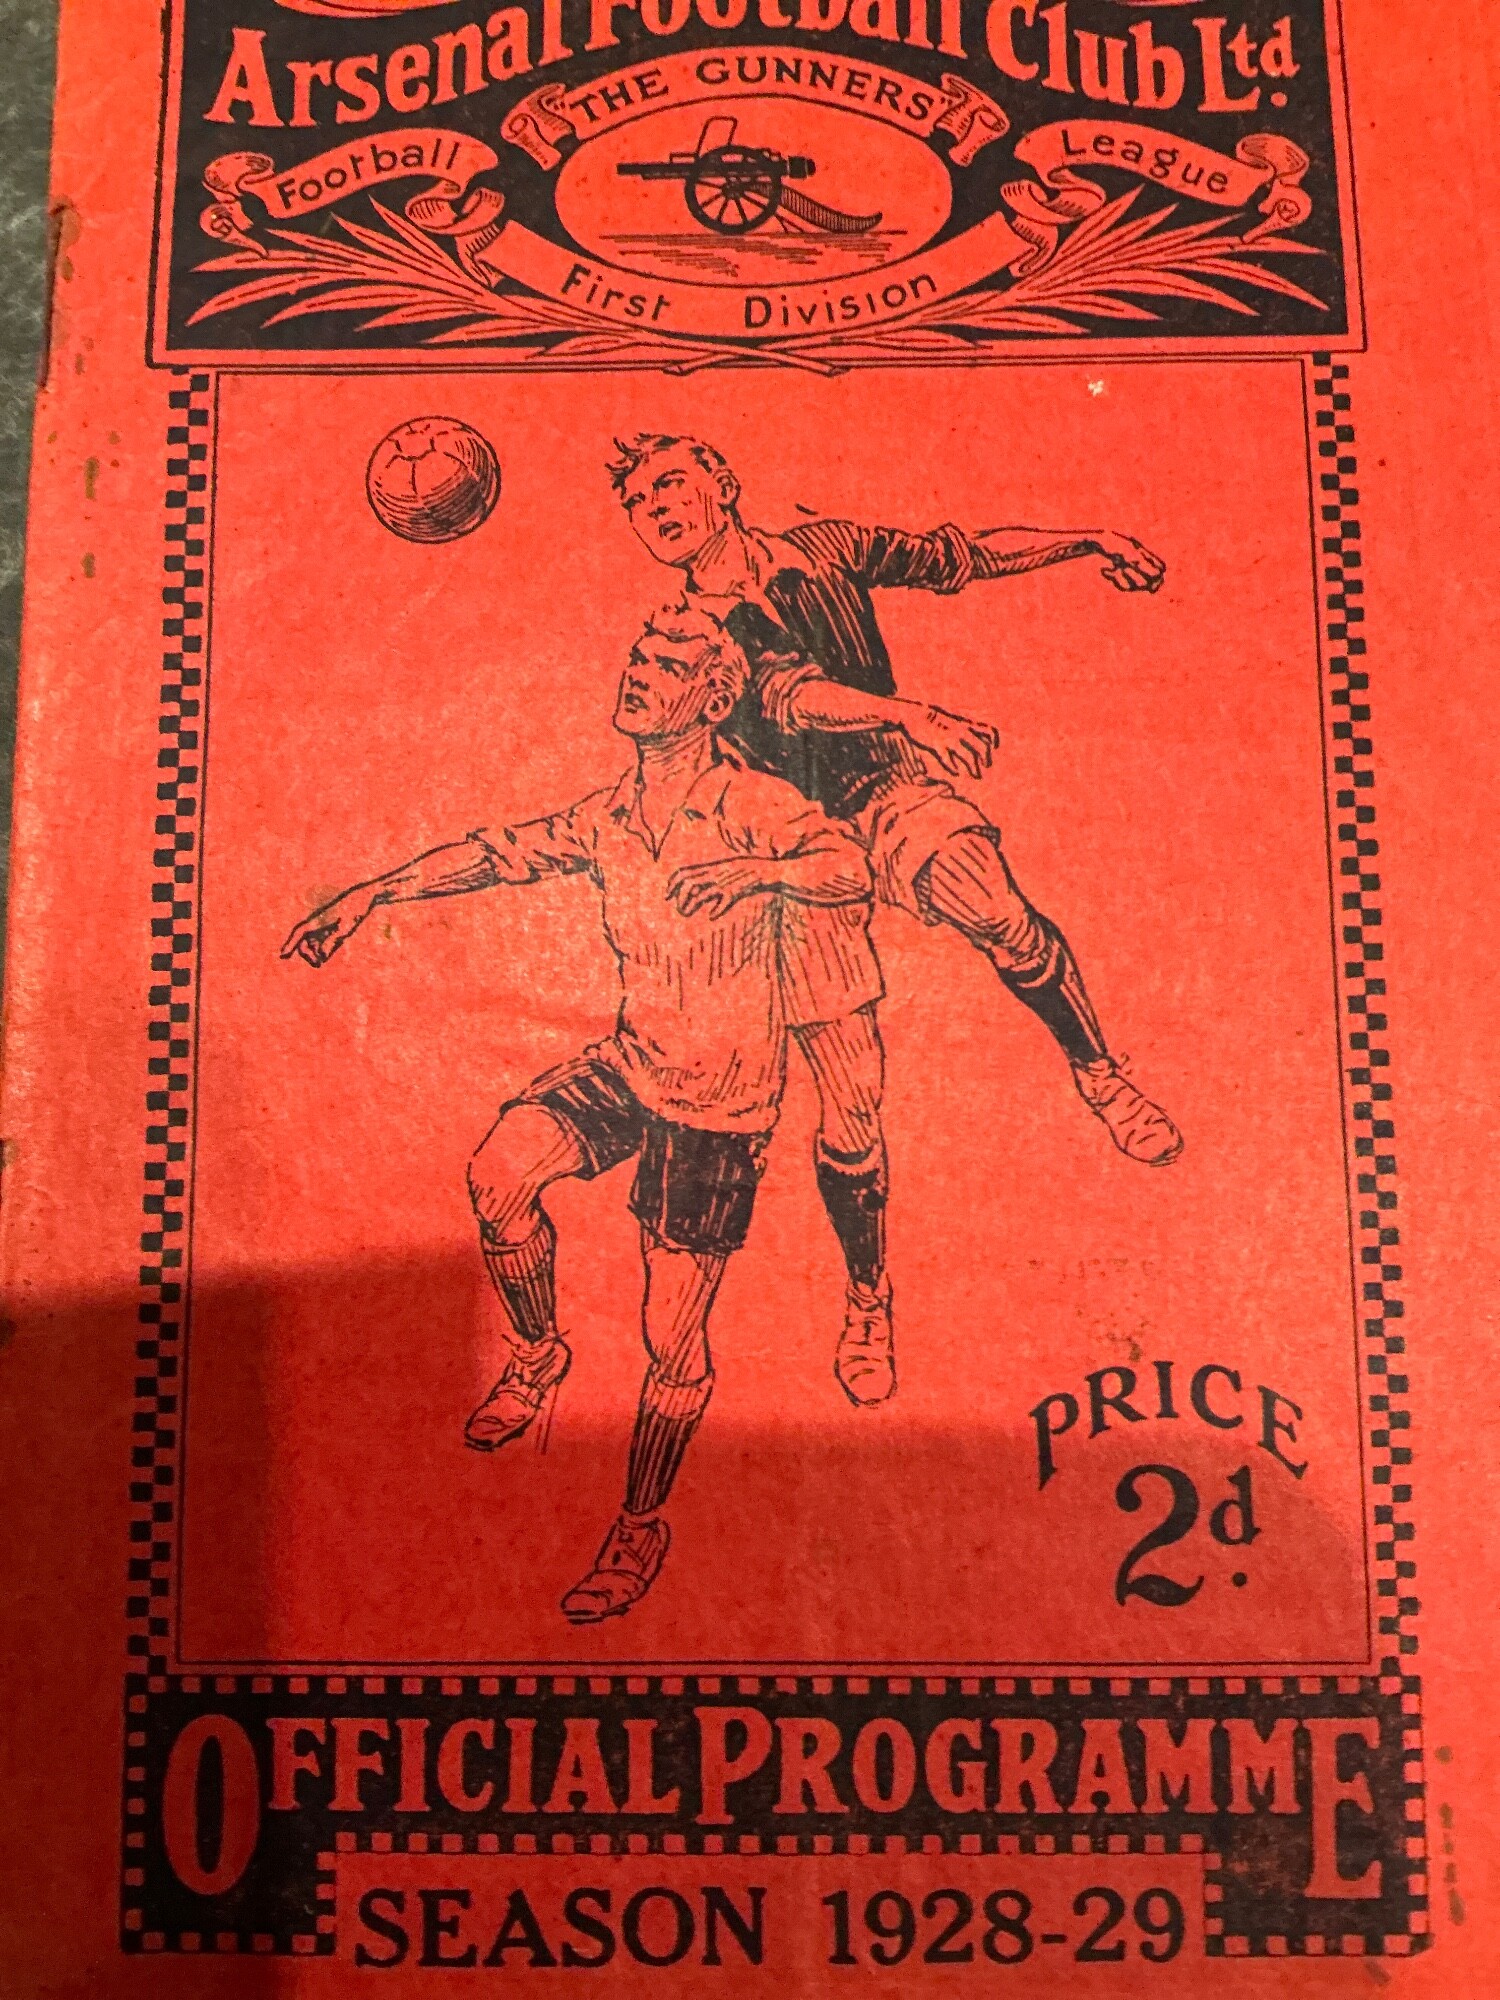 Arsenal Football Club Ltd.
"THE GUNNERS"
Football League
First Division
PRICE
2d.
OFFICIAL PROGRAMME
SEASON 1928-29